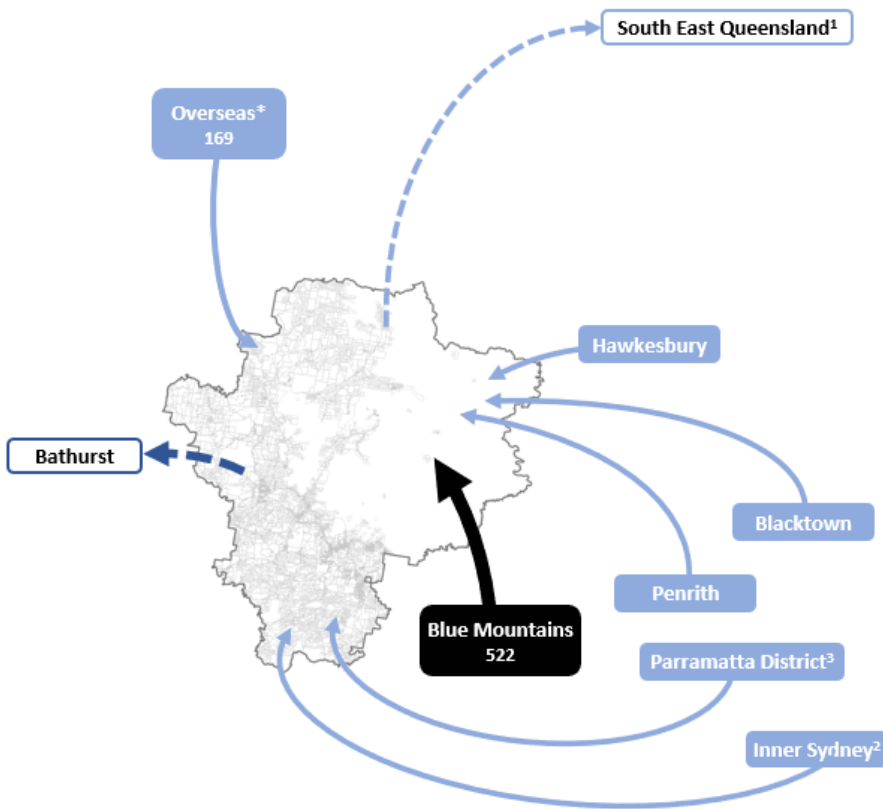 South East Queensland¹
Overseas*
169
Hawkesbury
Bathurst
Blacktown
Penrith
Blue Mountains
522
Parramatta District³
Inner Sydney²